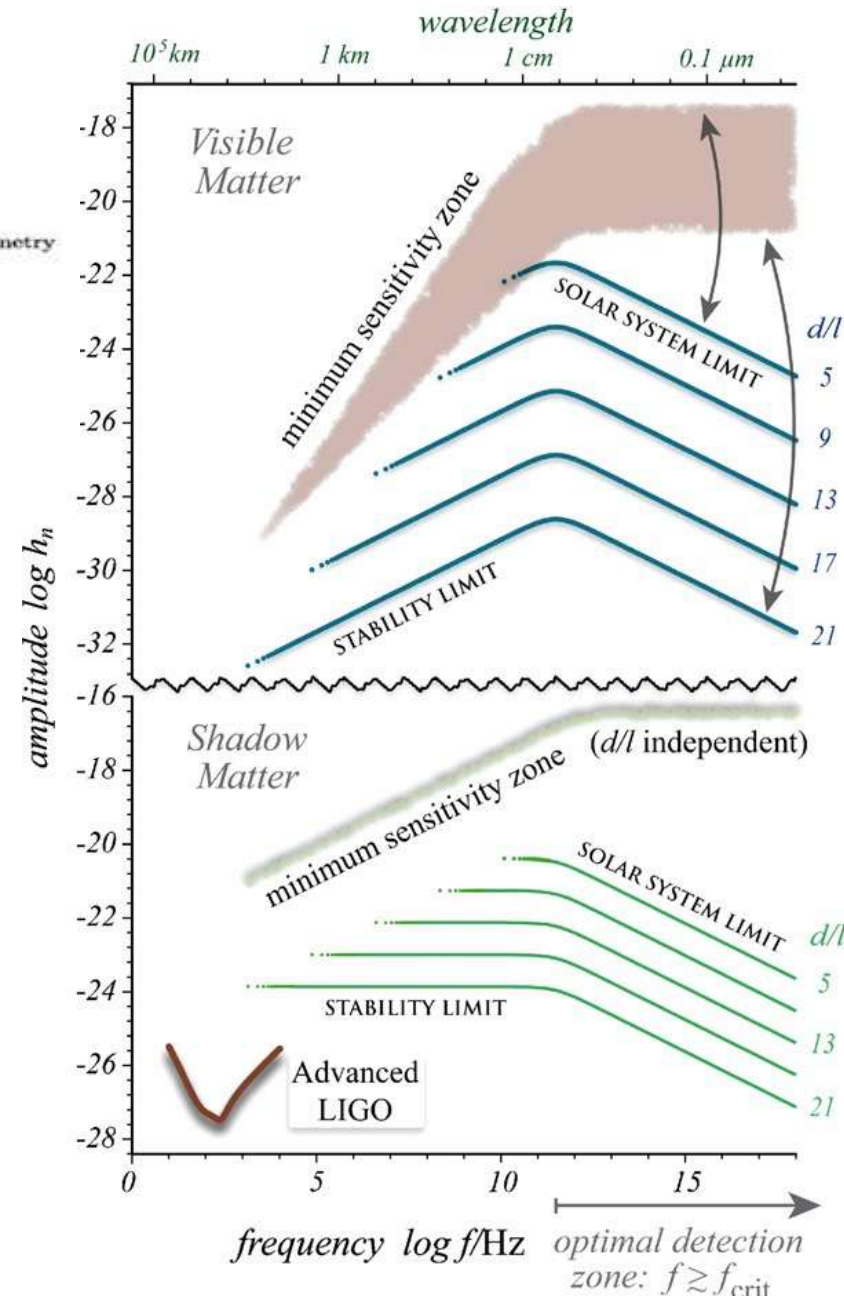 wavelength
10⁵ km 1 km 1 cm 0.1 µm
-18
Visible
Matter
-20
netry
minimum sensitivity zone
-22
SOLAR SYSTEM LIMIT
d/l
-24
5
-26
9
-28
13
-30
17
STABILITY LIMIT
-32
21
amplitude log hₙ
-16
Shadow
Matter
(d/l independent)
-18
minimum sensitivity zone
-20
SOLAR SYSTEM LIMIT
-22
d/l
5
-24
STABILITY LIMIT
13
-26
Advanced
LIGO
21
-28
0 5 10 15
frequency log f/Hz
optimal detection
zone: f ≳ f_crit